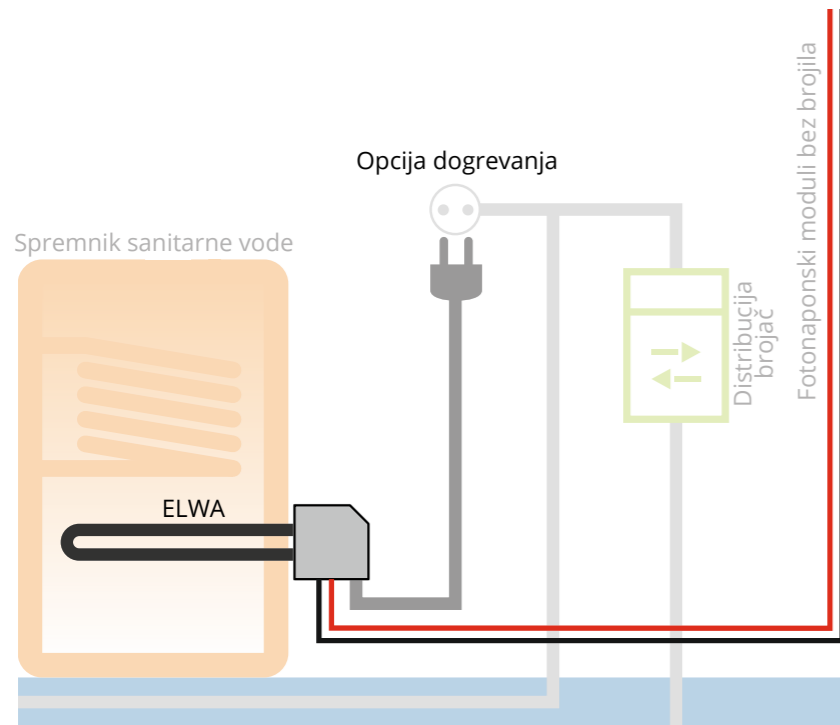 Opcija dogrevanja
Spremnik sanitarne vode
ELWA
Distribucija
brojač
Fotonaponski moduli bez brojila